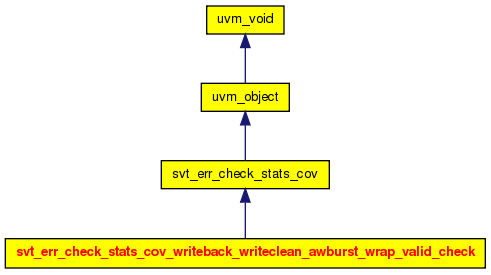 uvm_void
uvm_object
svt_err_check_stats_cov
svt_err_check_stats_cov_writeback_writeclean_awburst_wrap_valid_check